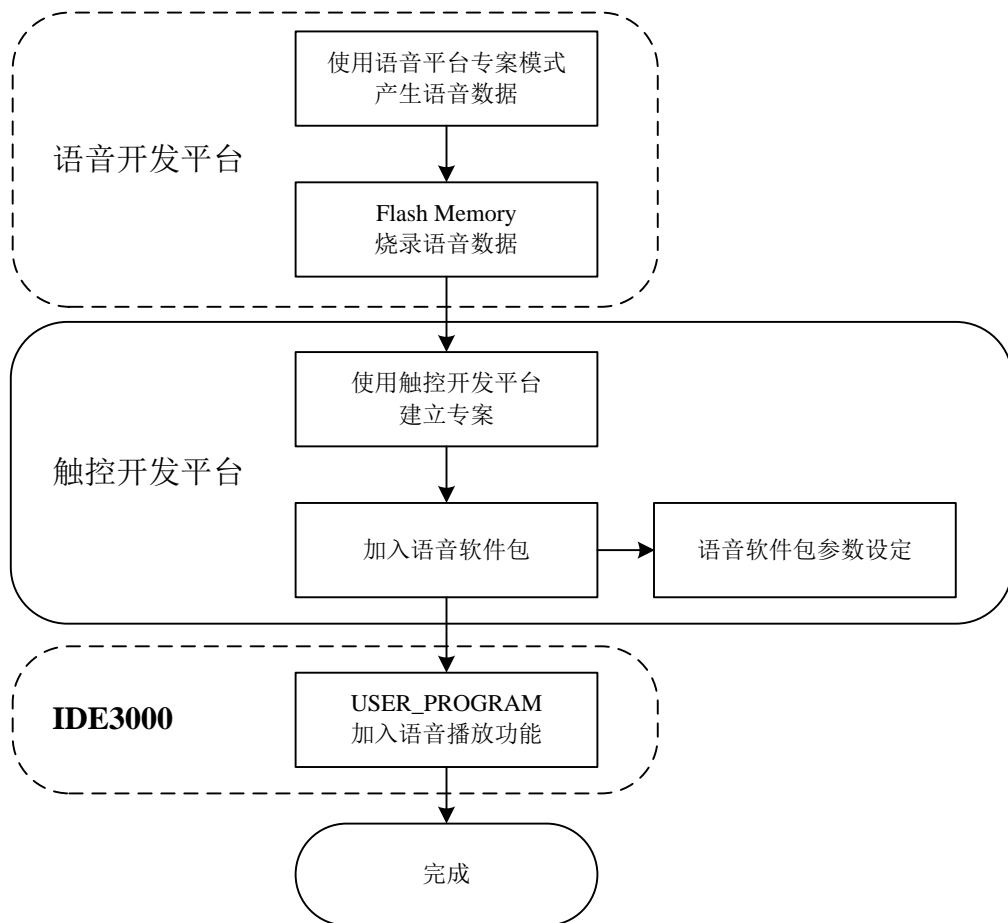 使用语音平台专案模式
产生语音数据
语音开发平台
Flash Memory
烧录语音数据
使用触控开发平台
建立专案
触控开发平台
加入语音软件包
语音软件包参数设定
IDE3000
USER_PROGRAM
加入语音播放功能
完成